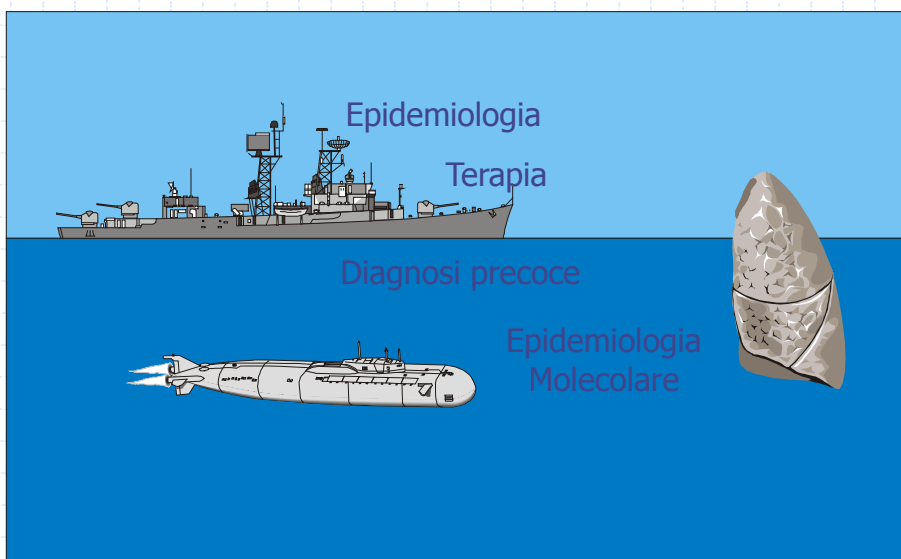 Epidemiologia
Terapia
Diagnosi precoce
Epidemiologia
Molecolare